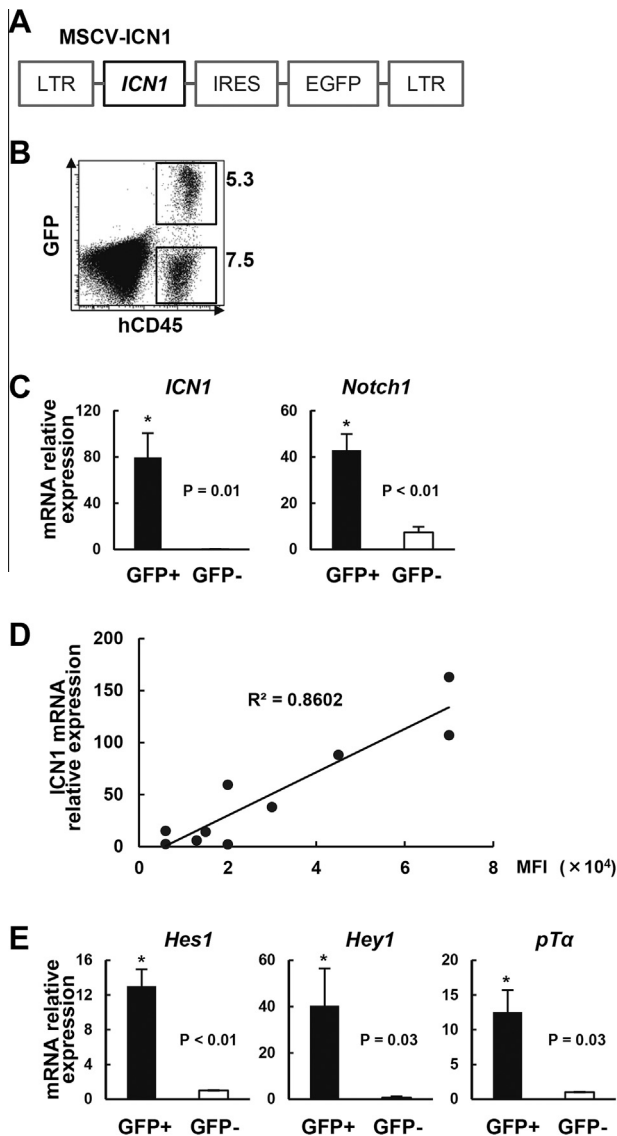 A
MSCV-ICN1
LTR ICN1 IRES EGFP LTR
B
GFP
5.3
7.5
hCD45
C
ICN1
mRNA relative
expression
120
80
40
0
*
P = 0.01
GFP+ GFP-
Notch1
60
40
20
0
*
P < 0.01
GFP+ GFP-
D
ICN1 mRNA
relative expression
200
150
100
50
0
R² = 0.8602
0 2 4 6 8 MFI (×10⁴)
E
Hes1
mRNA relative
expression
16
12
8
4
0
*
P < 0.01
GFP+ GFP-
Hey1
60
40
20
0
*
P = 0.03
GFP+ GFP-
pTα
20
15
10
5
0
*
P = 0.03
GFP+ GFP-